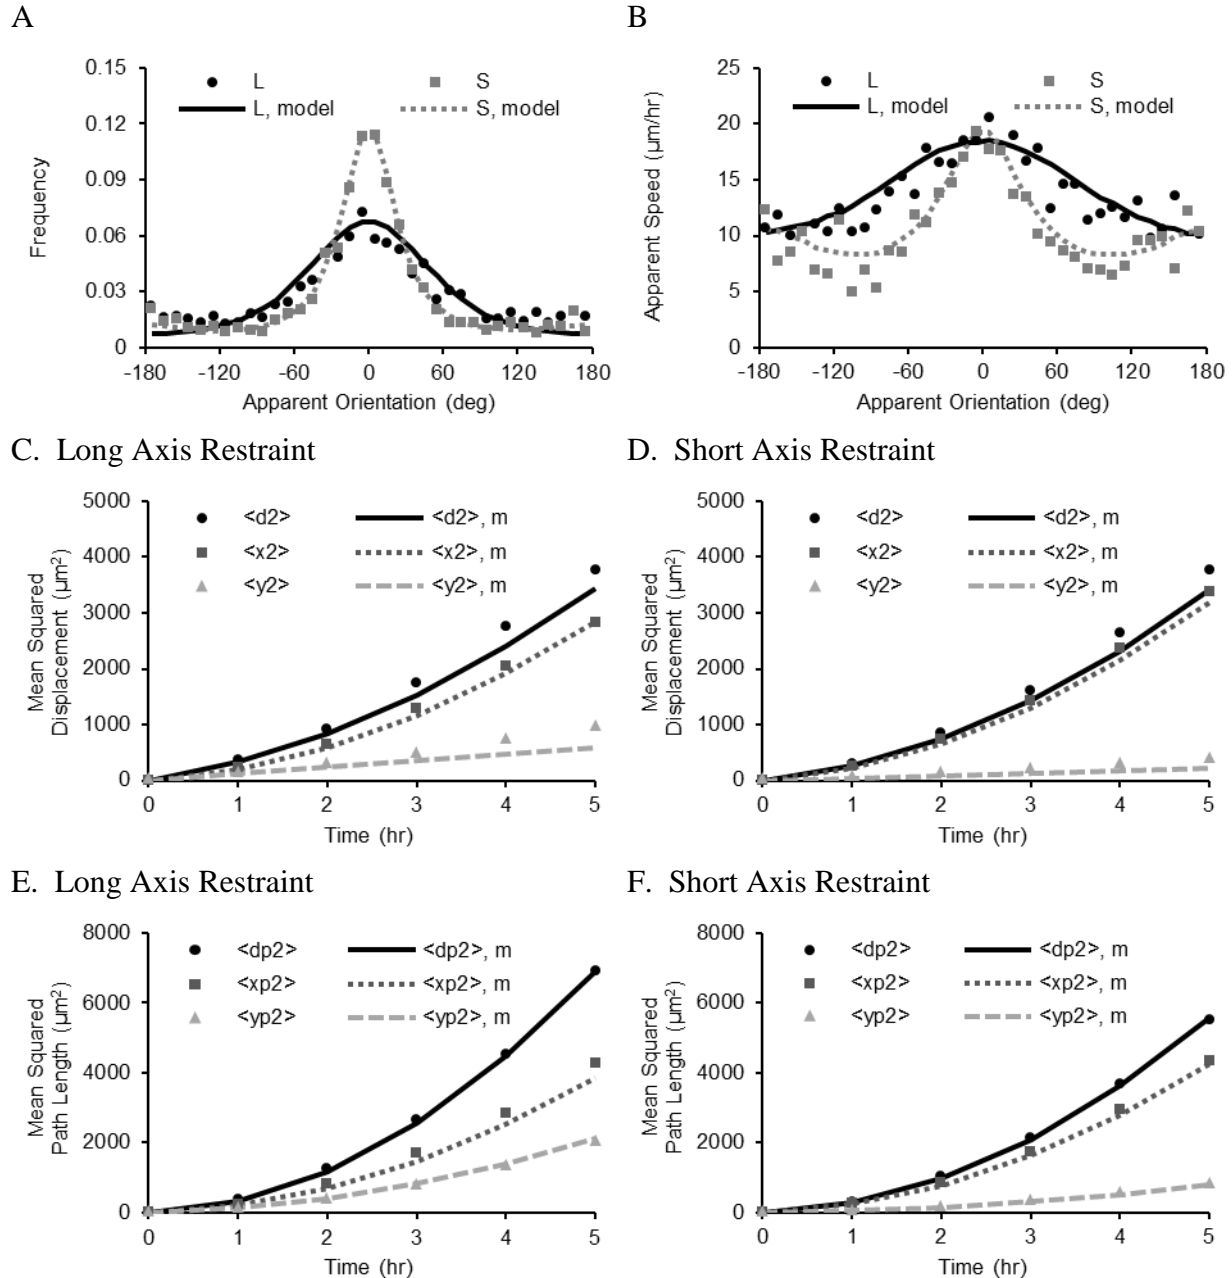 A
Frequency
0.15
0.12
0.09
0.06
0.03
0
L
S
L, model
S, model
-180
-120
-60
0
60
120
180
Apparent Orientation (deg)
B
Apparent Speed (µm/hr)
25
20
15
10
5
0
L
S
L, model
S, model
-180
-120
-60
0
60
120
180
Apparent Orientation (deg)
C. Long Axis Restraint
Mean Squared
Displacement (µm²)
5000
4000
3000
2000
1000
0
<d2>
<d2>, m
<x2>
<x2>, m
<y2>
<y2>, m
0
1
2
3
4
5
Time (hr)
D. Short Axis Restraint
Mean Squared
Displacement (µm²)
5000
4000
3000
2000
1000
0
<d2>
<d2>, m
<x2>
<x2>, m
<y2>
<y2>, m
0
1
2
3
4
5
Time (hr)
E. Long Axis Restraint
Mean Squared
Path Length (µm²)
8000
6000
4000
2000
0
<dp2>
<dp2>, m
<xp2>
<xp2>, m
<yp2>
<yp2>, m
0
1
2
3
4
5
Time (hr)
F. Short Axis Restraint
Mean Squared
Path Length (µm²)
8000
6000
4000
2000
0
<dp2>
<dp2>, m
<xp2>
<xp2>, m
<yp2>
<yp2>, m
0
1
2
3
4
5
Time (hr)